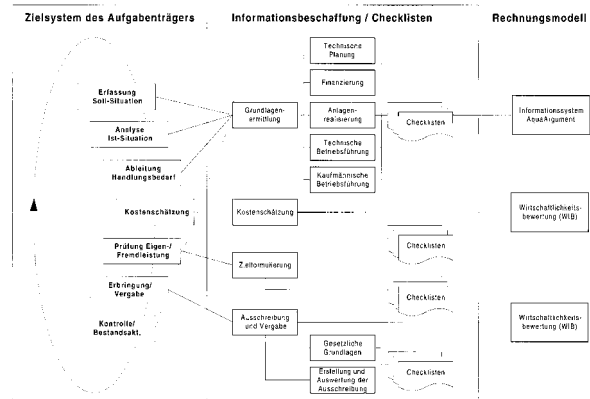 Zielsystem des Aufgabenträgers
Informationsbeschaffung / Checklisten
Rechnungsmodell
Erfassung
Soll-Situation
Analyse
Ist-Situation
Ableitung
Handlungsbedarf
Kostenschätzung
Prüfung Eigen-/
Fremdleistung
Erbringung/
Vergabe
Kontrolle/
Bestandsakt.
Grundlagen-
ermittlung
Kostenschätzung
Zielformulierung
Ausschreibung
und Vergabe
Technische
Planung
Finanzierung
Anlagen-
realisierung
Technische
Betriebsführung
Kaufmännische
Betriebsführung
Gesetzliche
Grundlagen
Erstellung und
Auswertung der
Ausschreibung
Checklisten
Checklisten
Checklisten
Checklisten
Informationssystem
AquaArgument
Wirtschaftlichkeits-
bewertung (WIB)
Wirtschaftlichkeits-
bewertung (WIB)